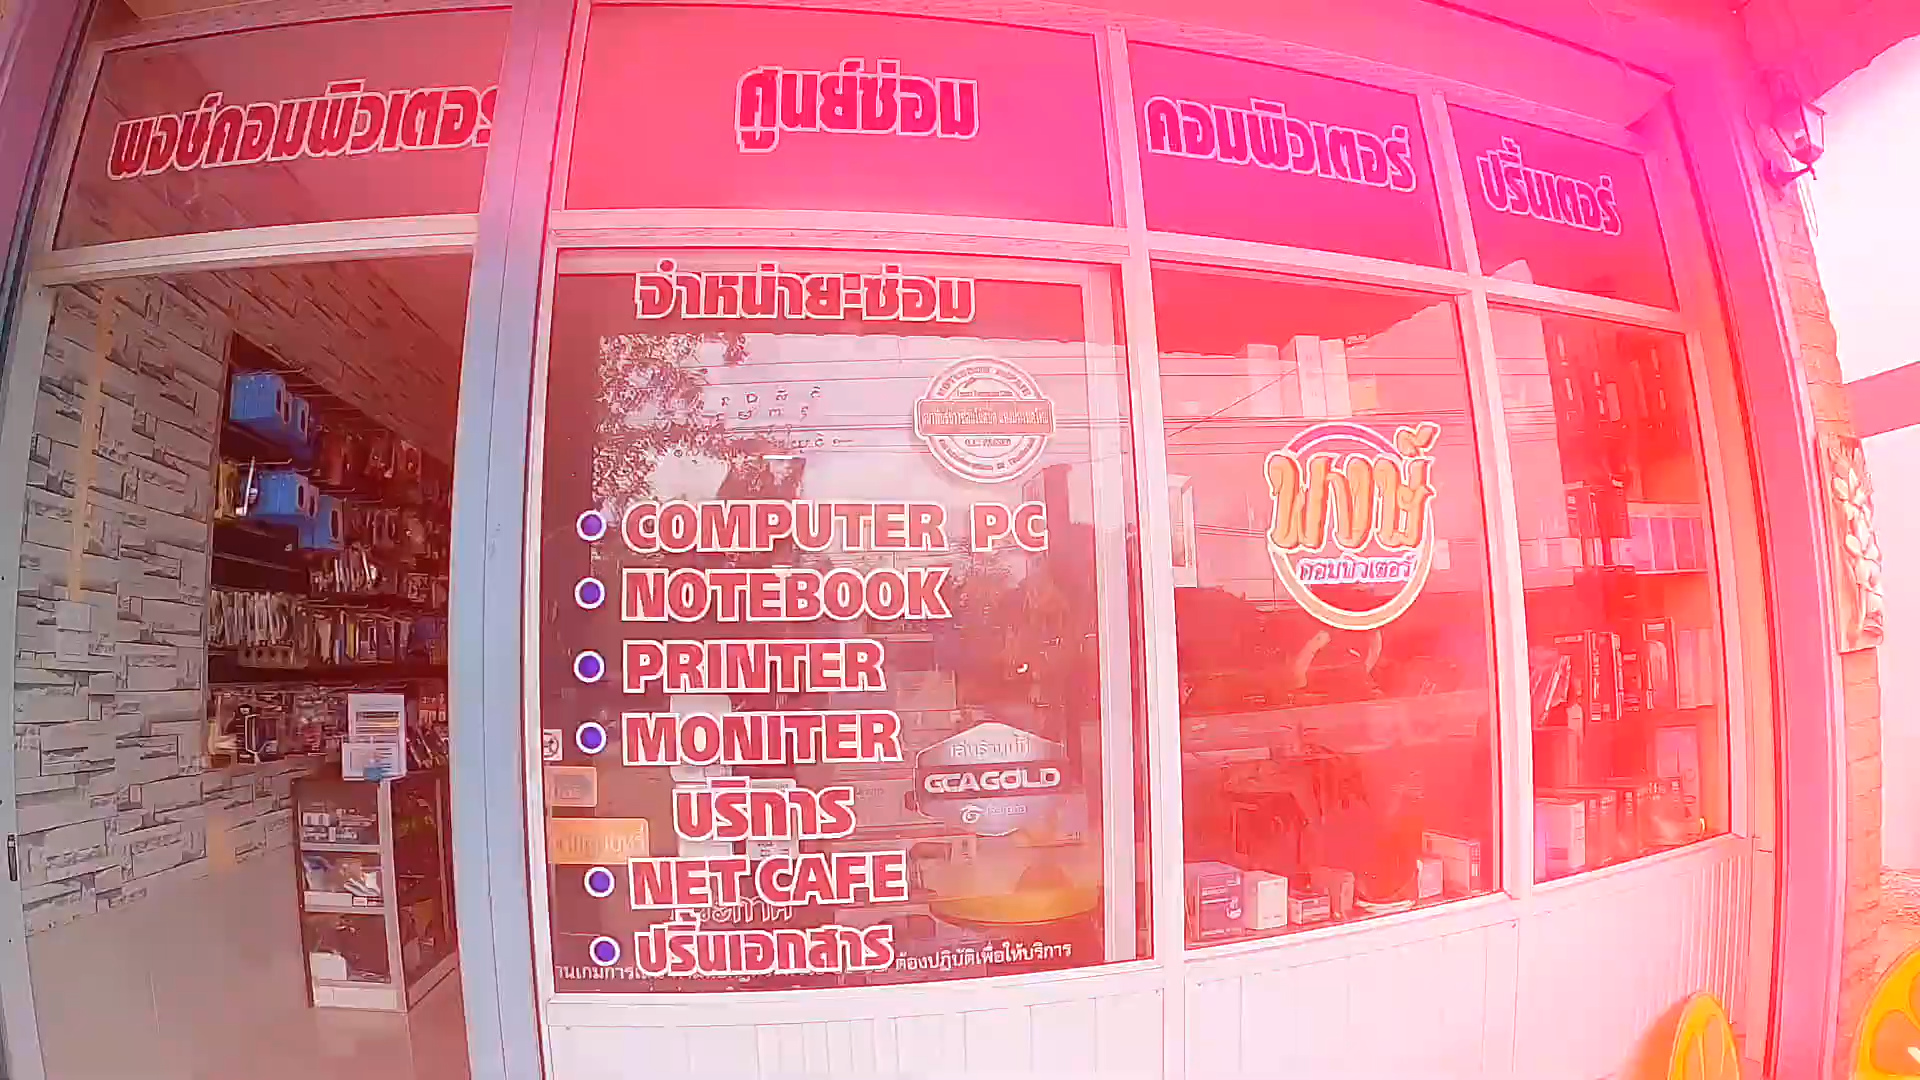 พงษ์คอมพิวเตอร์
ศูนย์ซ่อม
คอมพิวเตอร์
ปริ้นเตอร์
จำหน่าย-ซ่อม
COMPUTER PC
NOTEBOOK
PRINTER
MONITER
บริการ
NET CAFE
ปริ้นเอกสาร
ต้องปฏิบัติเพื่อให้บริการ
GCAGOLD
Garena
พงษ์
คอมพิวเตอร์